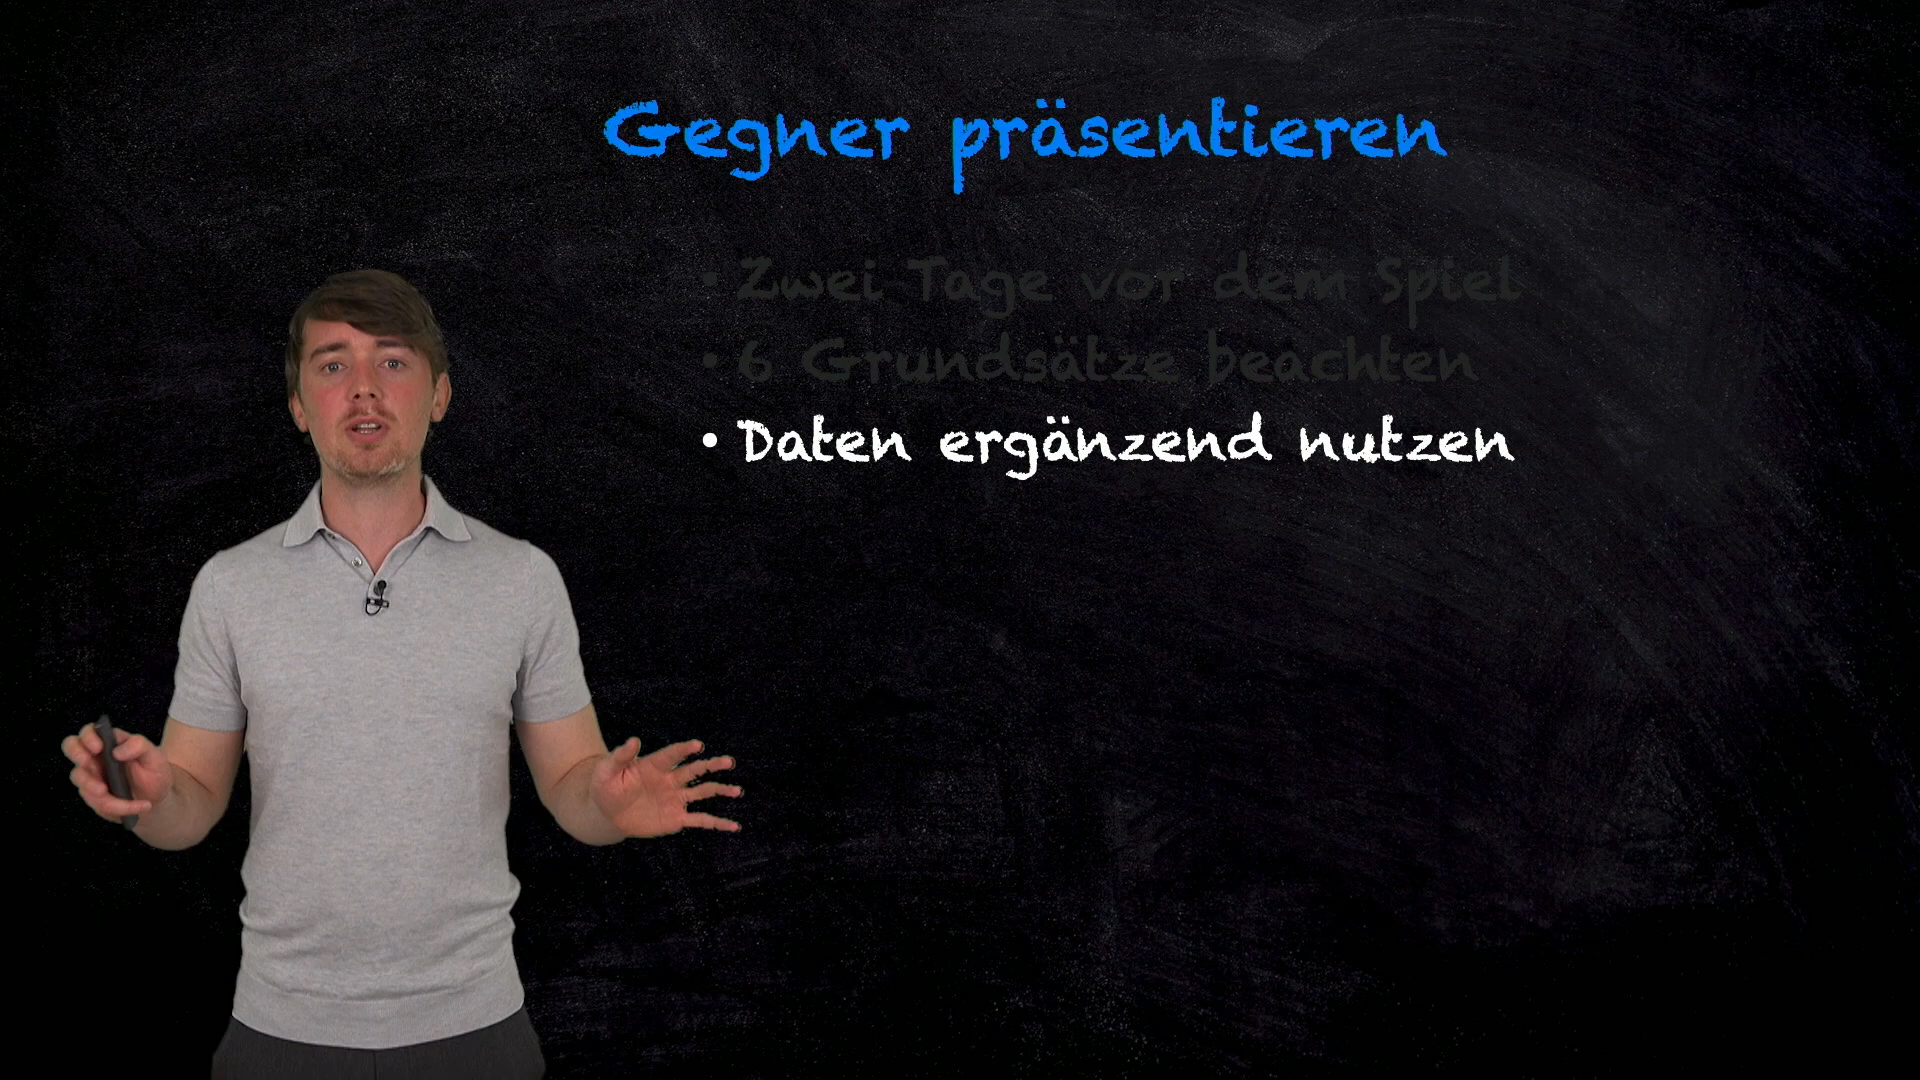 Gegner präsentieren
• Zwei Tage vor dem Spiel
• 6 Grundsätze beachten
• Daten ergänzend nutzen